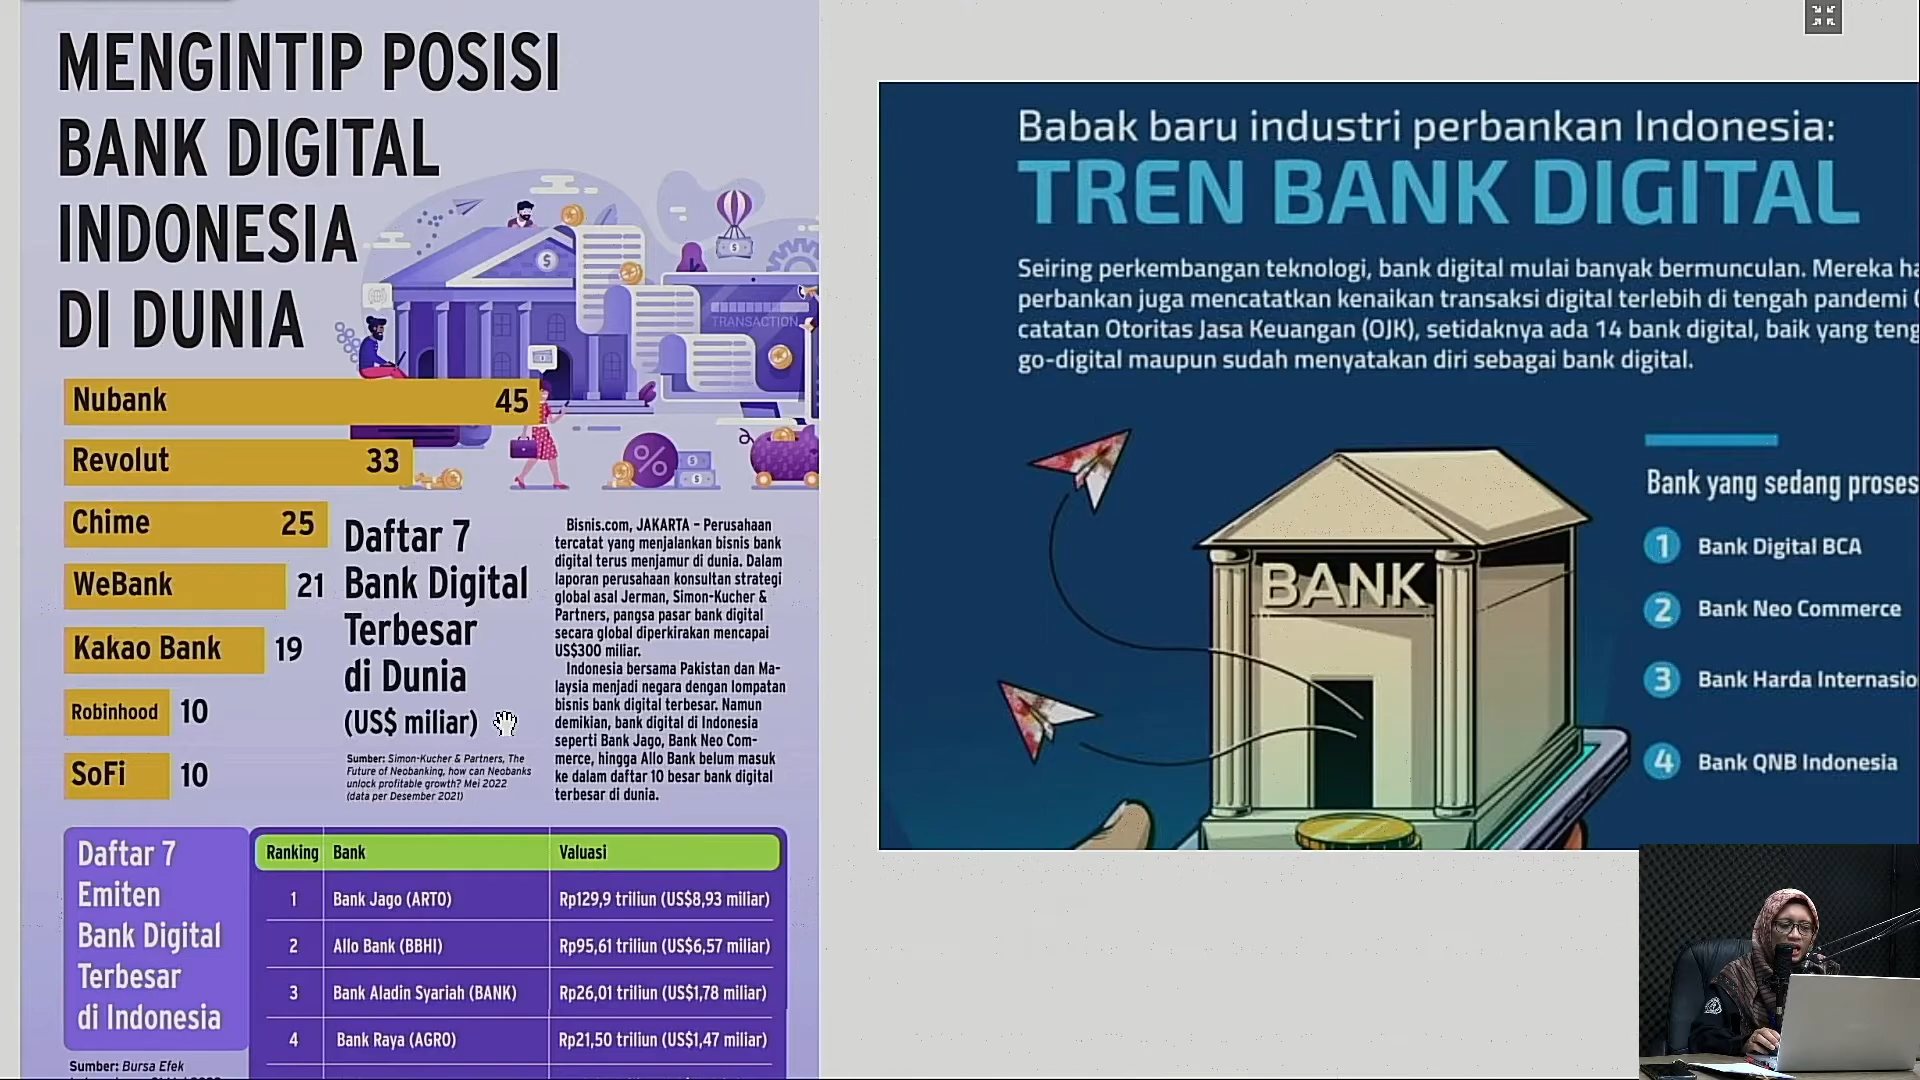 MENGINTIP POSISI
BANK DIGITAL
INDONESIA
DI DUNIA
TRANSACTION
Nubank 45
Revolut 33
Chime 25
WeBank 21
Kakao Bank 19
Robinhood 10
SoFi 10
Daftar 7
Bank Digital
Terbesar
di Dunia
(US$ miliar)
Sumber: Simon-Kucher & Partners, The
Future of Neobanking, how can Neobanks
unlock profitable growth? Mei 2022
(data per Desember 2021)
Bisnis.com, JAKARTA – Perusahaan
tercatat yang menjalankan bisnis bank
digital terus menjamur di dunia. Dalam
laporan perusahaan konsultan strategi
global asal Jerman, Simon-Kucher &
Partners, pangsa pasar bank digital
secara global diperkirakan mencapai
US$300 miliar.
Indonesia bersama Pakistan dan Ma-
laysia menjadi negara dengan lompatan
bisnis bank digital terbesar. Namun
demikian, bank digital di Indonesia
seperti Bank Jago, Bank Neo Com-
merce, hingga Allo Bank belum masuk
ke dalam daftar 10 besar bank digital
terbesar di dunia.
Daftar 7
Emiten
Bank Digital
Terbesar
di Indonesia
Sumber: Bursa Efek
Ranking Bank Valuasi
1 Bank Jago (ARTO) Rp129,9 triliun (US$8,93 miliar)
2 Allo Bank (BBHI) Rp95,61 triliun (US$6,57 miliar)
3 Bank Aladin Syariah (BANK) Rp26,01 triliun (US$1,78 miliar)
4 Bank Raya (AGRO) Rp21,50 triliun (US$1,47 miliar)
Babak baru industri perbankan Indonesia:
TREN BANK DIGITAL
Seiring perkembangan teknologi, bank digital mulai banyak bermunculan. Mereka ha
perbankan juga mencatatkan kenaikan transaksi digital terlebih di tengah pandemi
catatan Otoritas Jasa Keuangan (OJK), setidaknya ada 14 bank digital, baik yang teng
go-digital maupun sudah menyatakan diri sebagai bank digital.
BANK
Bank yang sedang proses
1 Bank Digital BCA
2 Bank Neo Commerce
3 Bank Harda Internasio
4 Bank QNB Indonesia